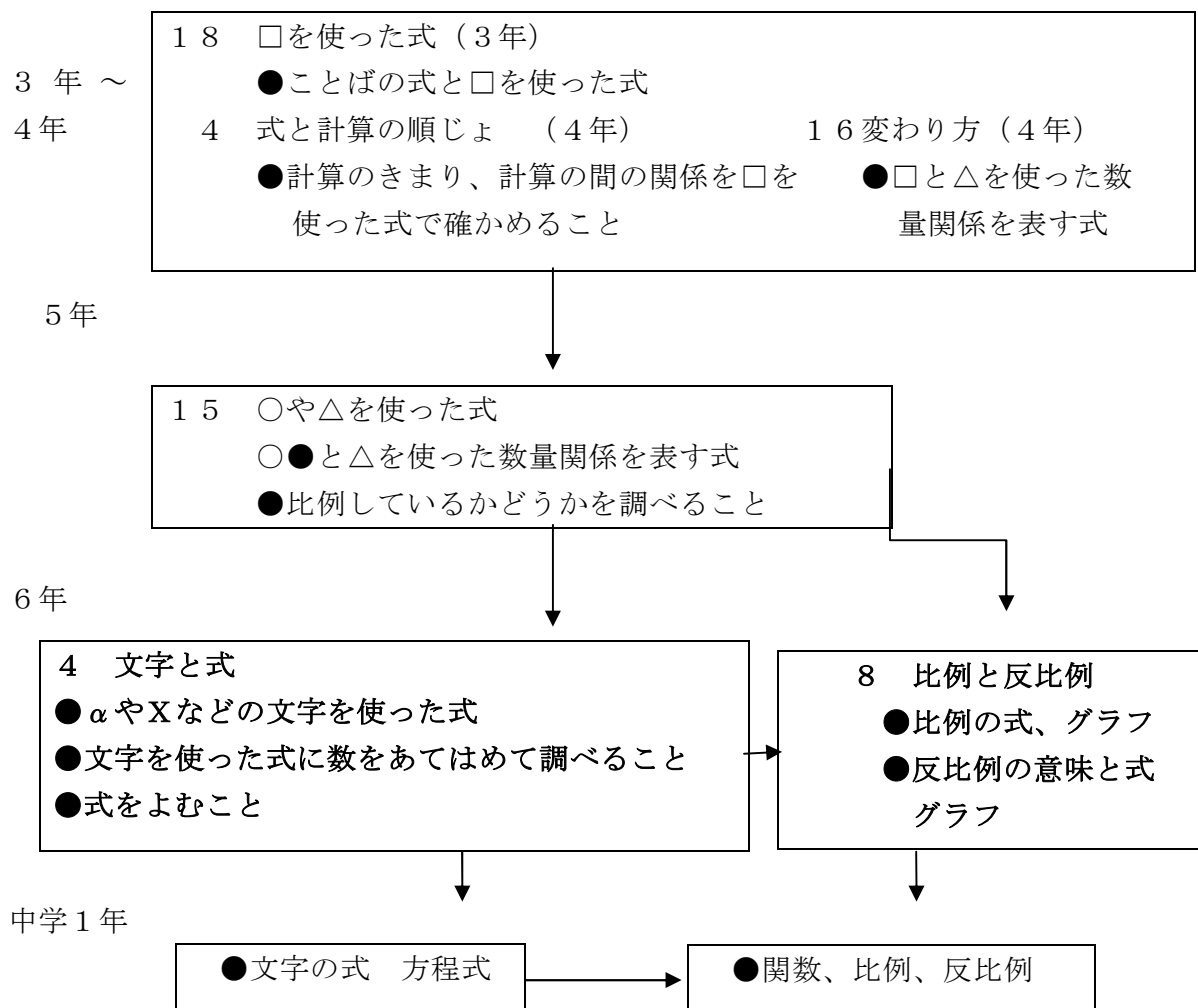 １８　□を使った式（３年）
３ 年 ～
●ことばの式と□を使った式
４年
４　式と計算の順じょ　（４年）
１６変わり方（４年）
●計算のきまり、計算の間の関係を□を
使った式で確かめること
●□と△を使った数
量関係を表す式
５年
１５　○や△を使った式
○●と△を使った数量関係を表す式
●比例しているかどうかを調べること
６年
４　文字と式
●αやＸなどの文字を使った式
●文字を使った式に数をあてはめて調べること
●式をよむこと
８　比例と反比例
●比例の式、グラフ
●反比例の意味と式
グラフ
中学１年
●文字の式　方程式
●関数、比例、反比例